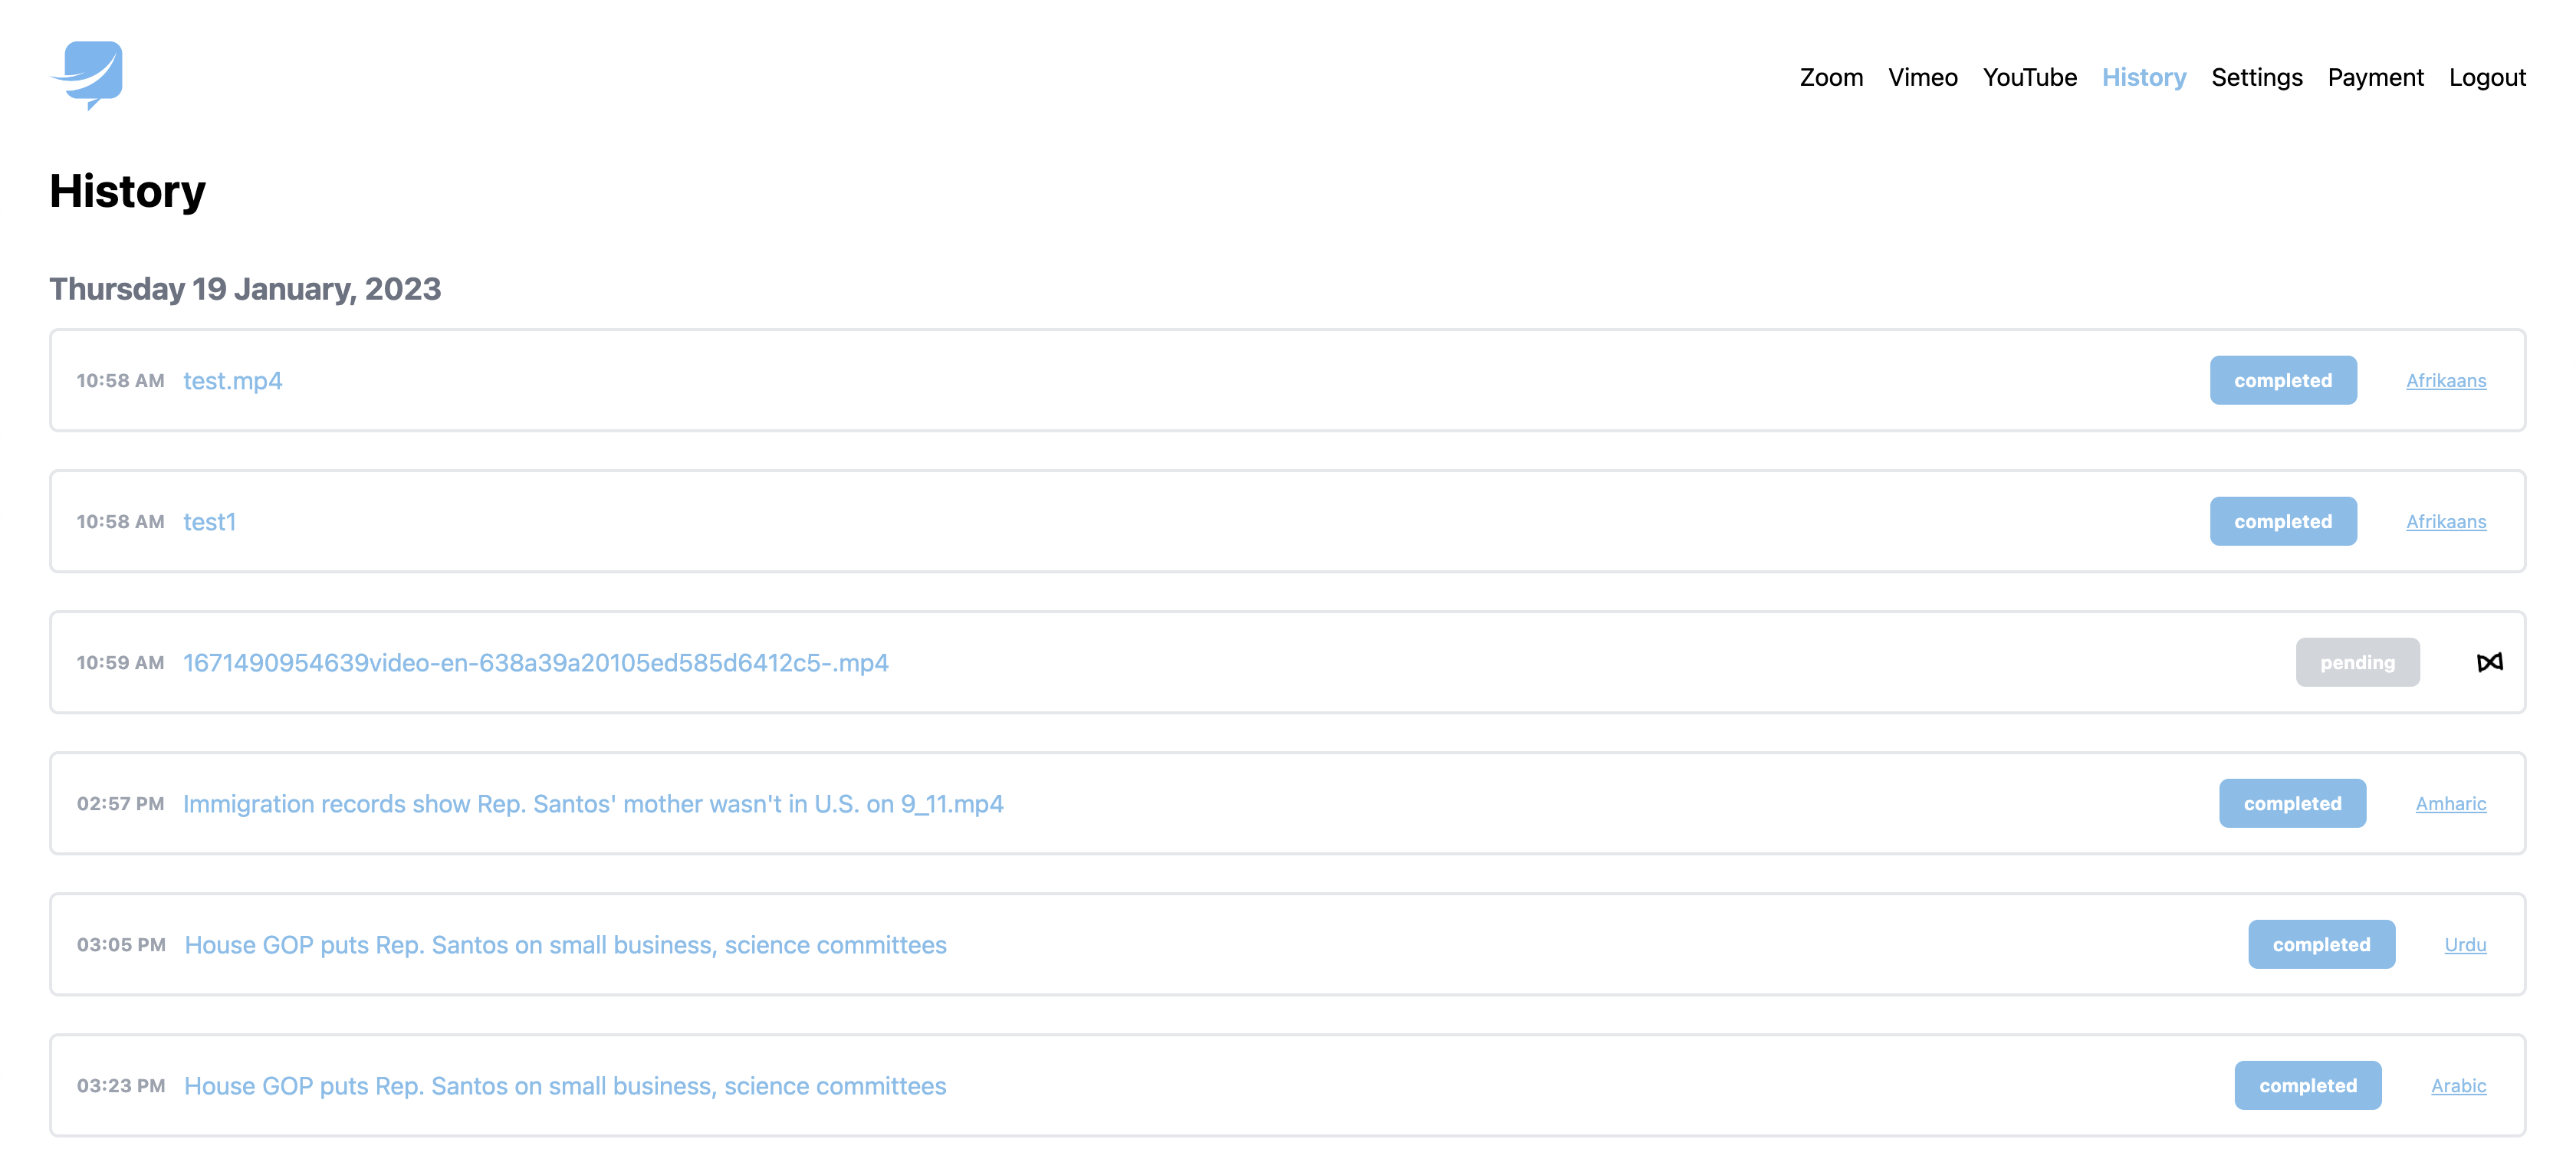 Zoom Vimeo YouTube History Settings Payment Logout
History
Thursday 19 January, 2023
10:58 AM test.mp4 completed Afrikaans
10:58 AM test1 completed Afrikaans
10:59 AM 1671490954639video-en-638a39a20105ed585d6412c5-.mp4 pending
02:57 PM Immigration records show Rep. Santos' mother wasn't in U.S. on 9_11.mp4 completed Amharic
03:05 PM House GOP puts Rep. Santos on small business, science committees completed Urdu
03:23 PM House GOP puts Rep. Santos on small business, science committees completed Arabic